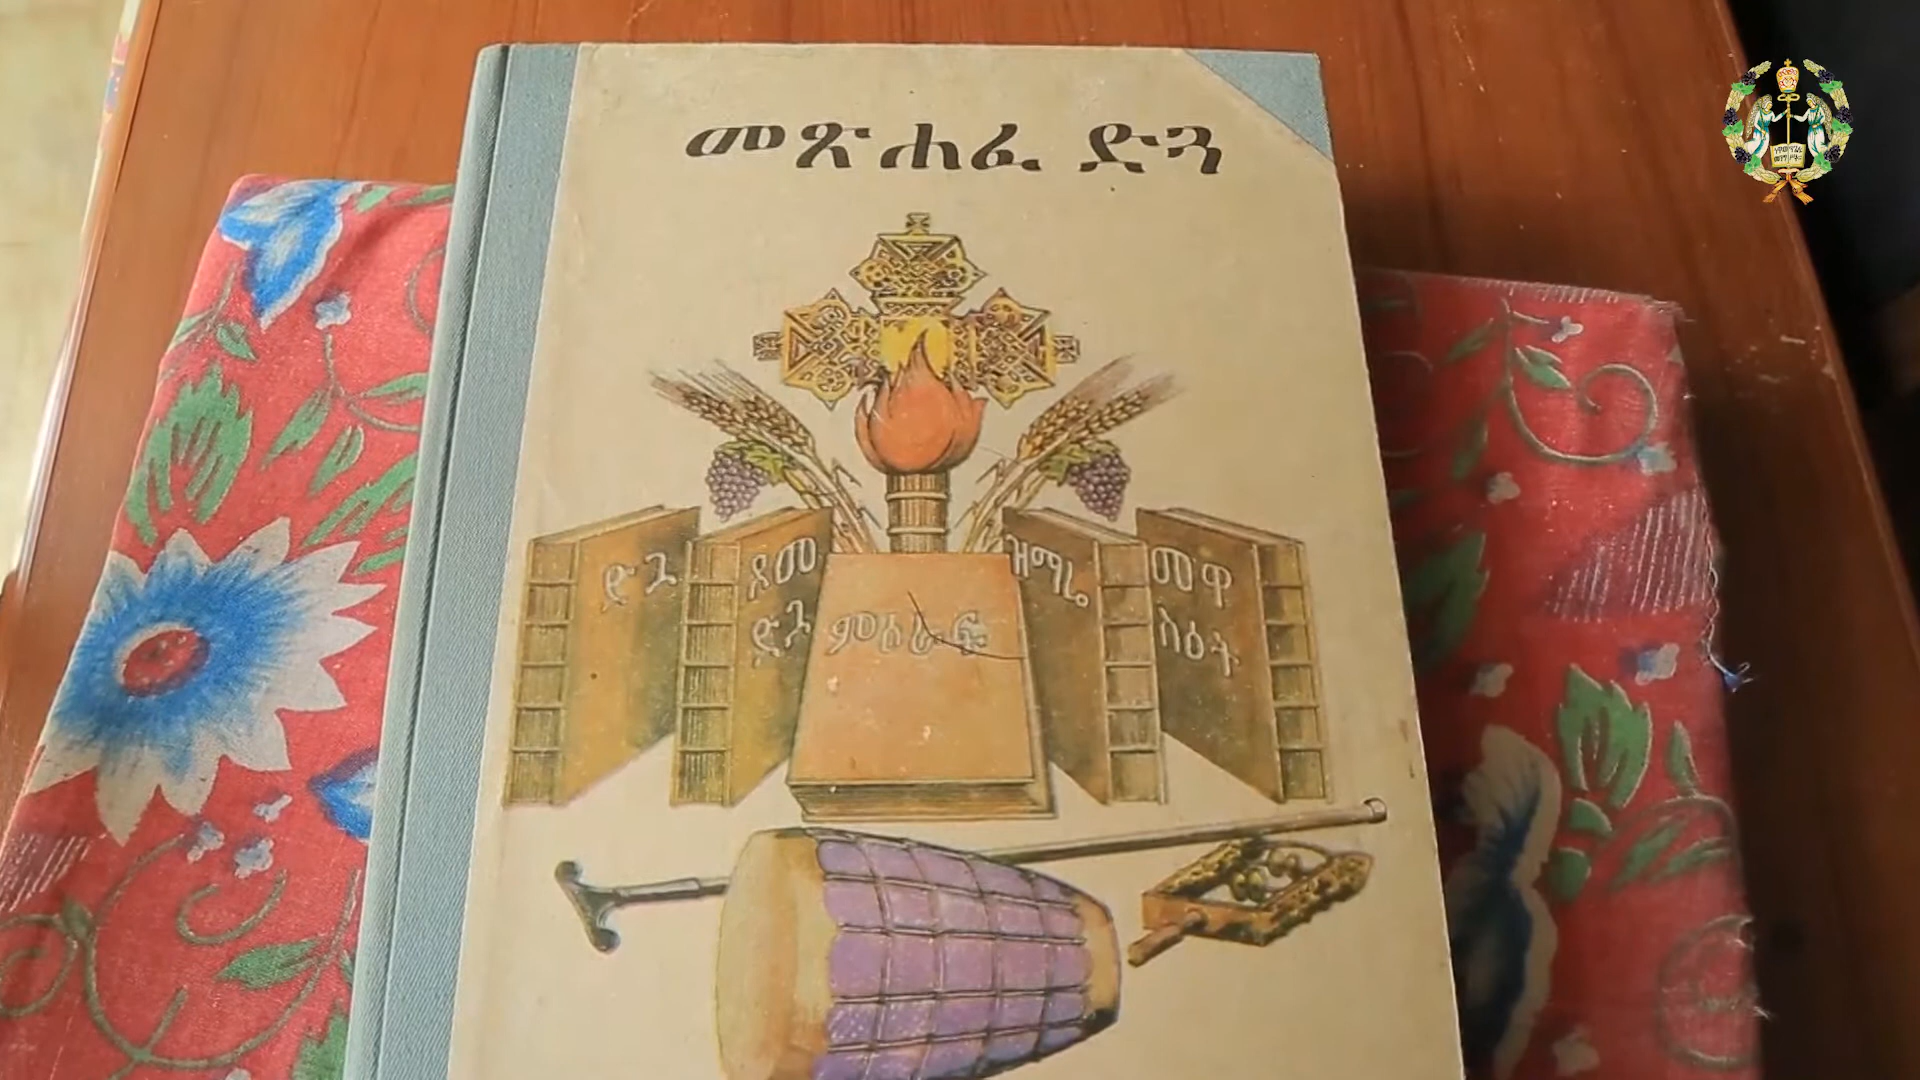 መጽሐፈ ድጓ
ድጓ
ጾመ
ድጓ
ምዕራፍ
ዝማሬ
መዋ
ስዕት